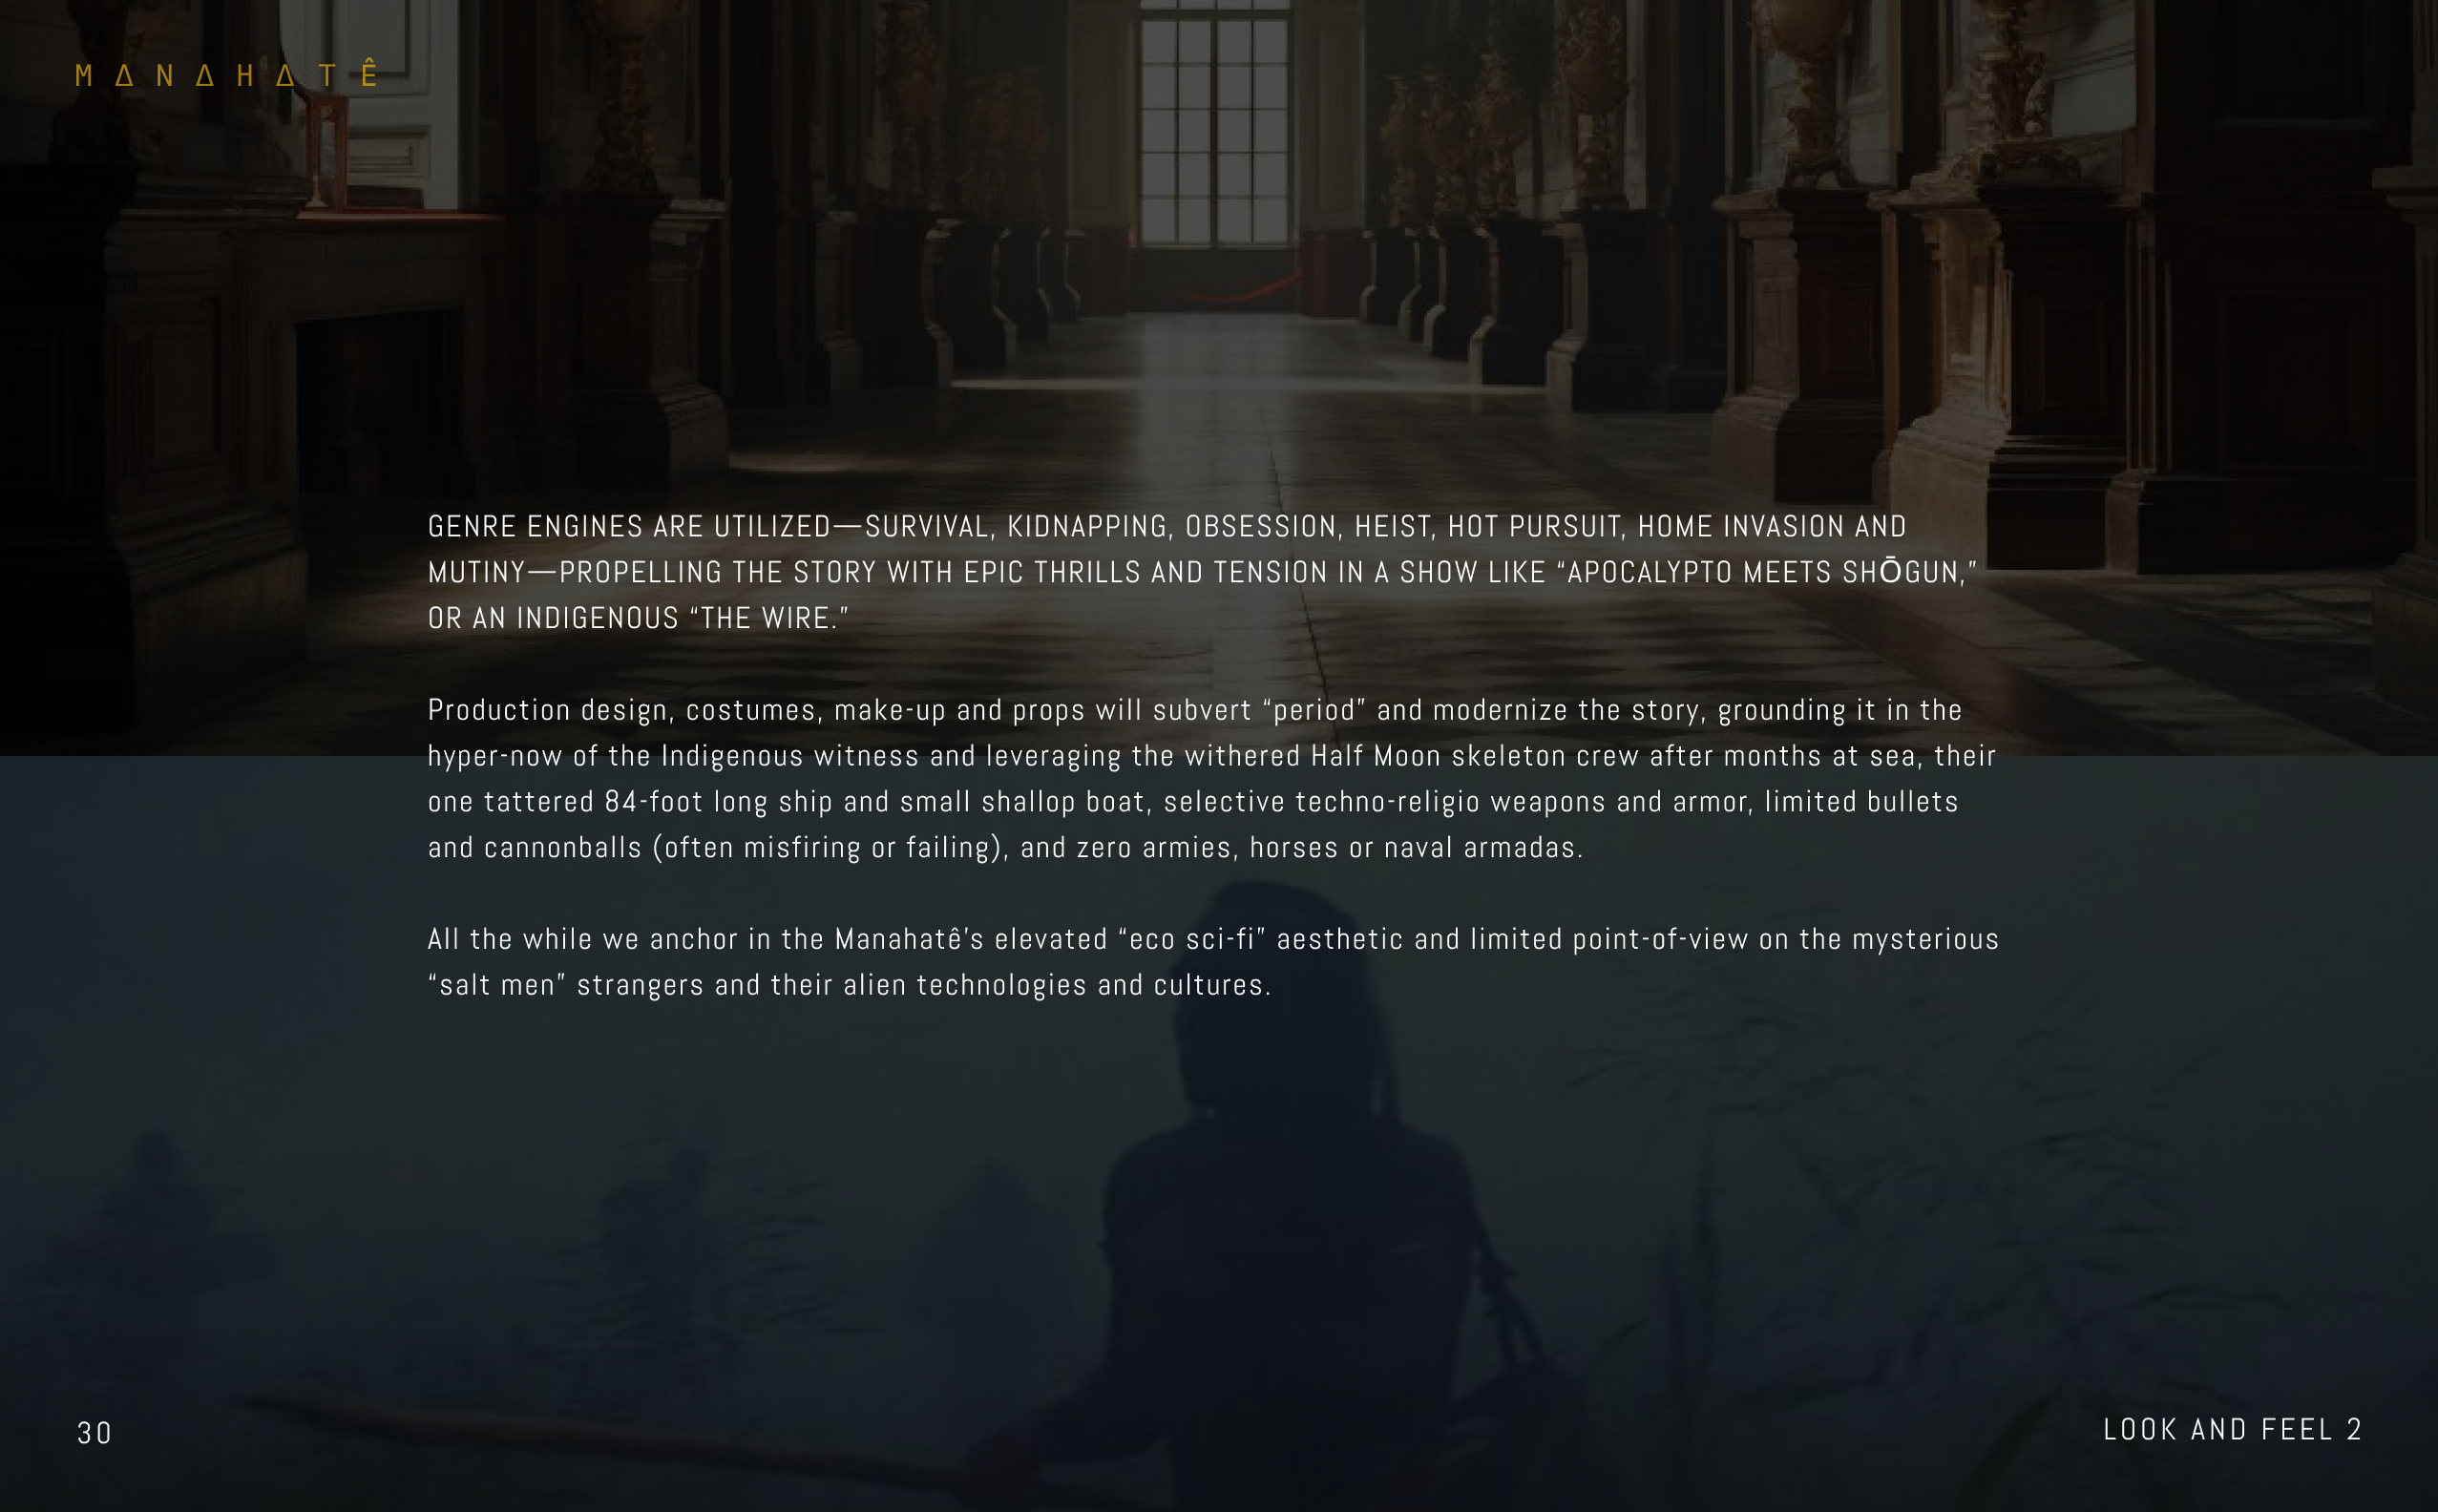 MΔNΔHΔTÊ
GENRE ENGINES ARE UTILIZED—SURVIVAL, KIDNAPPING, OBSESSION, HEIST, HOT PURSUIT, HOME INVASION AND
MUTINY—PROPELLING THE STORY WITH EPIC THRILLS AND TENSION IN A SHOW LIKE “APOCALYPTO MEETS SHŌGUN,”
OR AN INDIGENOUS “THE WIRE.”
Production design, costumes, make-up and props will subvert “period” and modernize the story, grounding it in the
hyper-now of the Indigenous witness and leveraging the withered Half Moon skeleton crew after months at sea, their
one tattered 84-foot long ship and small shallop boat, selective techno-religio weapons and armor, limited bullets
and cannonballs (often misfiring or failing), and zero armies, horses or naval armadas.
All the while we anchor in the Manahatê’s elevated “eco sci-fi” aesthetic and limited point-of-view on the mysterious
“salt men” strangers and their alien technologies and cultures.
30
LOOK AND FEEL 2